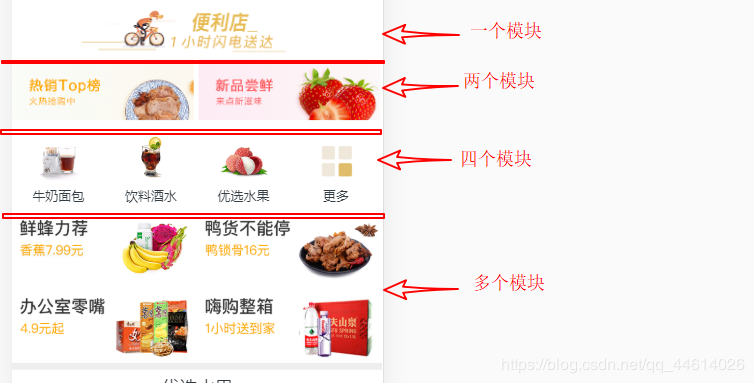 便利店
1小时闪电送达
一个模块
热销Top榜
火热抢购中
新品尝鲜
来点新滋味
两个模块
四个模块
牛奶面包
饮料酒水
优选水果
更多
鲜蜂力荐
香蕉7.99元
鸭货不能停
鸭锁骨16元
多个模块
办公室零嘴
4.9元起
嗨购整箱
1小时送到家
https://blog.csdn.net/qq_44614026